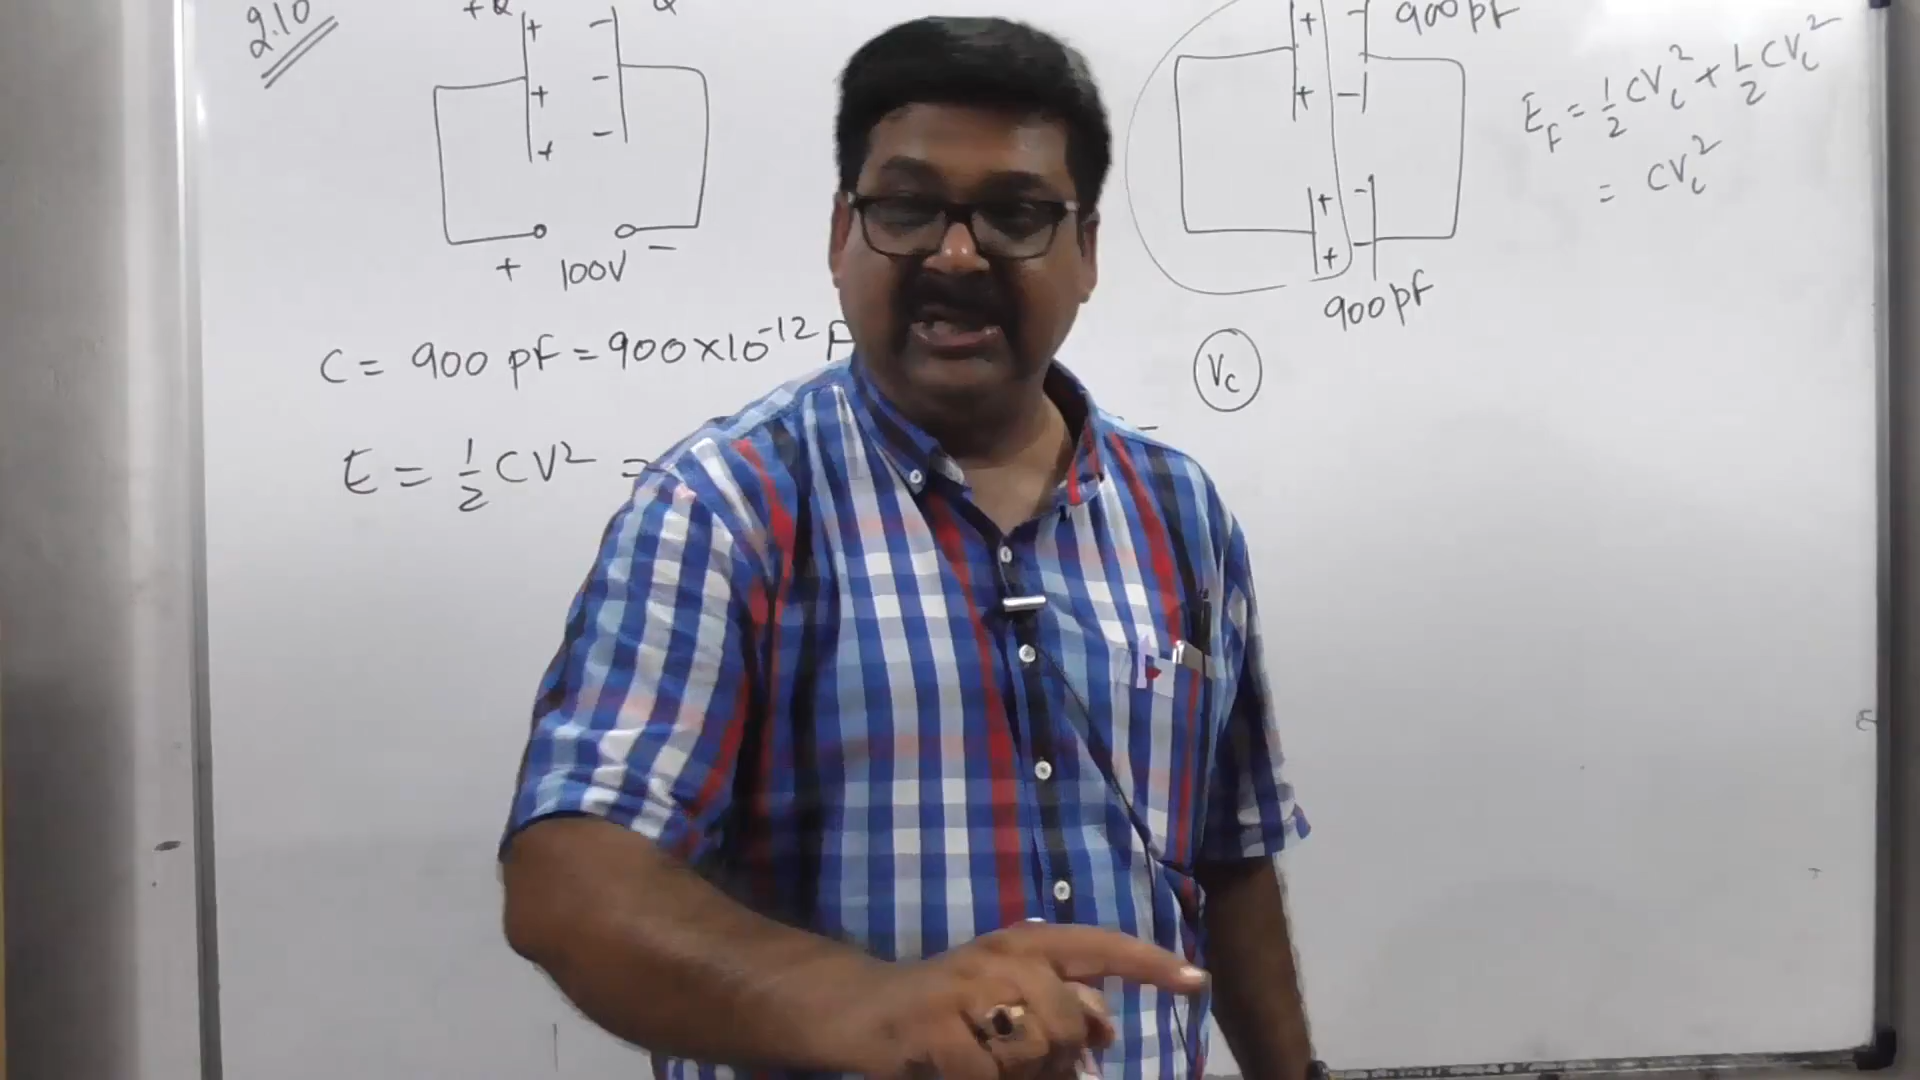 2.10
+Q
+ 100V -
C = 900 pF = 900×10⁻¹² F
E = ½CV² =
900 pF
900 pF
Vc
E_F = ½CVc² + ½CVc²
= CVc²